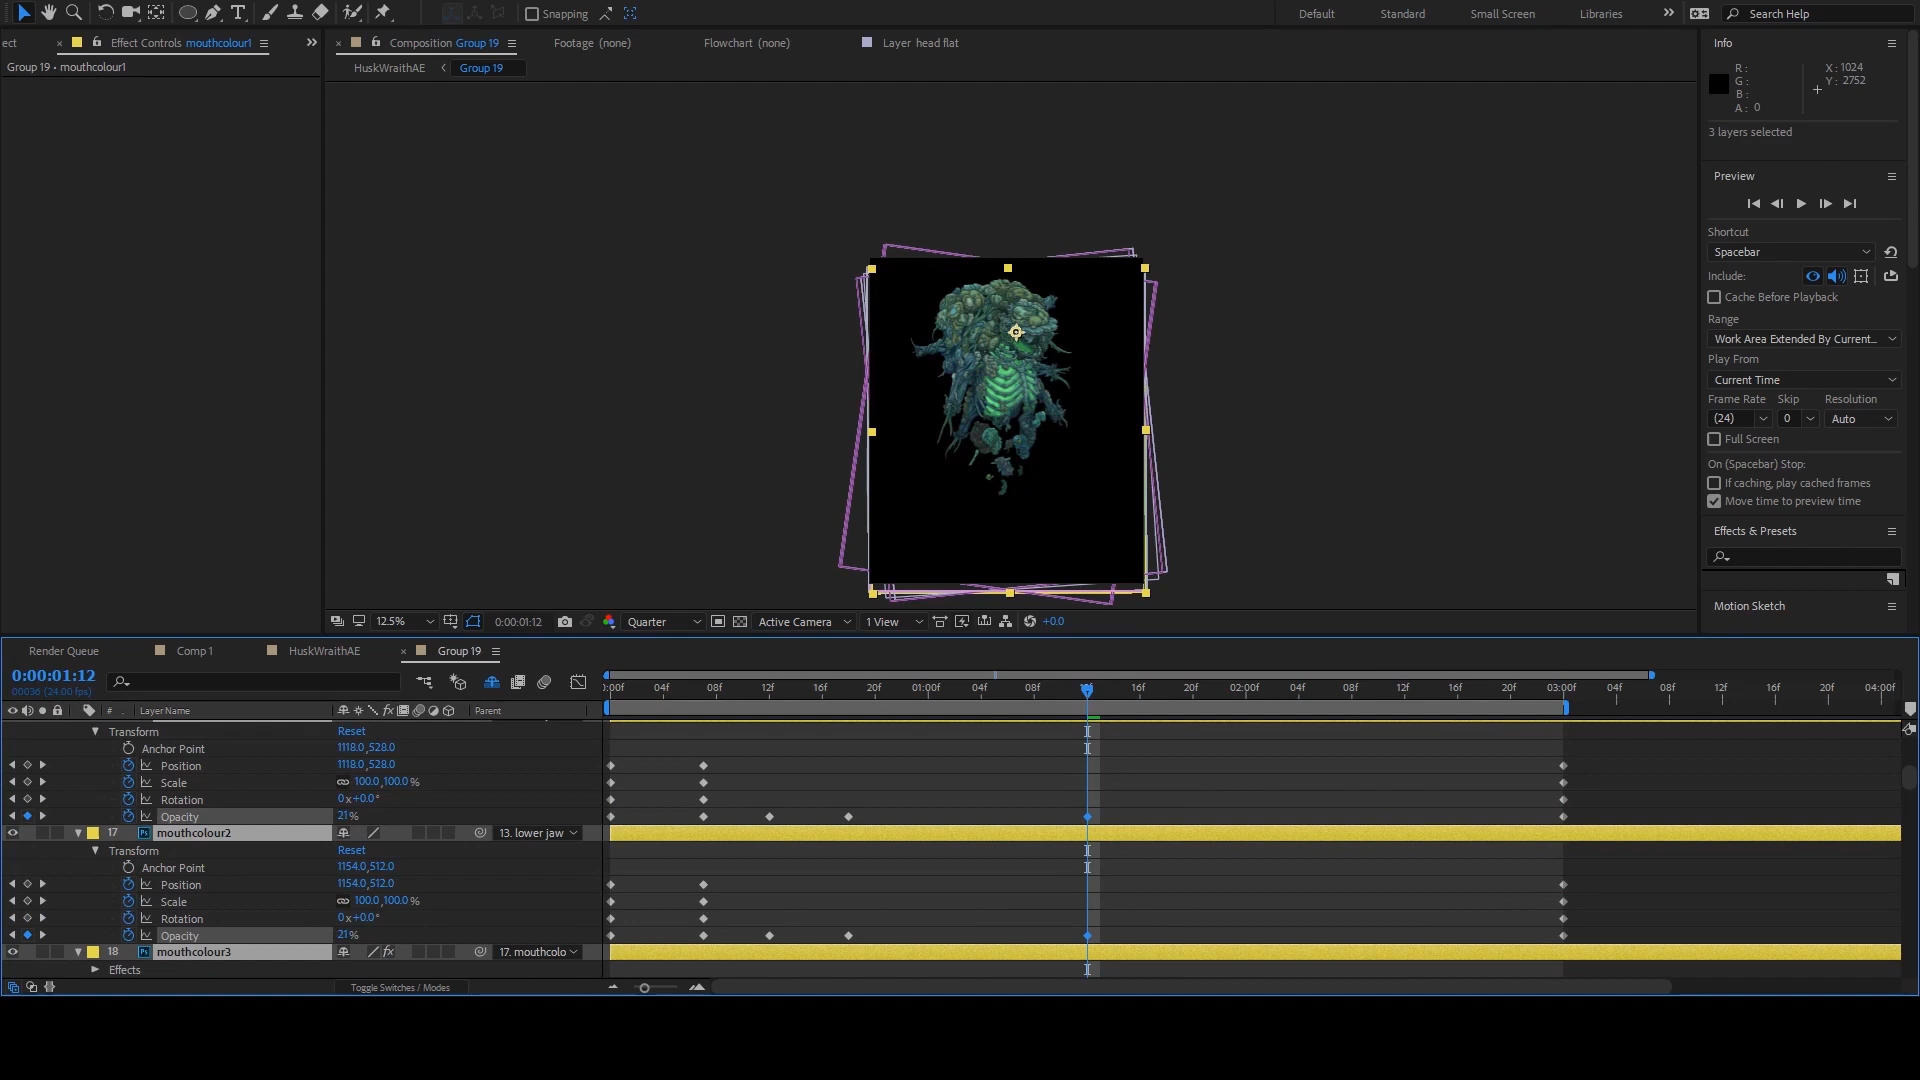 Snapping
Default
Standard
Small Screen
Libraries
Search Help
ect
Effect Controls mouthcolour1
Composition Group 19
Footage (none)
Flowchart (none)
Layer head flat
Info
Group 19 • mouthcolour1
HuskWraithAE
Group 19
R :
G :
B :
A : 0
X : 1024
Y : 2752
3 layers selected
Preview
Shortcut
Spacebar
Include:
Cache Before Playback
Range
Work Area Extended By Current...
Play From
Current Time
Frame Rate Skip Resolution
(24) 0 Auto
Full Screen
On (Spacebar) Stop:
If caching, play cached frames
Move time to preview time
Effects & Presets
Motion Sketch
12.5%
0:00:01:12
Quarter
Active Camera
1 View
+0.0
Render Queue
Comp 1
HuskWraithAE
Group 19
0:00:01:12
00036 (24.00 fps)
):00f 04f 08f 12f 16f 20f 01:00f 04f 08f 16f 20f 02:00f 04f 08f 12f 16f 20f 03:00f 04f 08f 12f 16f 20f 04:00f
# . Layer Name
fx
Parent
Transform Reset
Anchor Point 1118.0,528.0
Position 1118.0,528.0
Scale 100.0,100.0 %
Rotation 0x+0.0°
Opacity 21%
17 Ps mouthcolour2 13. lower jaw
Transform Reset
Anchor Point 1154.0,512.0
Position 1154.0,512.0
Scale 100.0,100.0 %
Rotation 0x+0.0°
Opacity 21%
18 Ps mouthcolour3 fx 17. mouthcolo
Effects
Toggle Switches / Modes